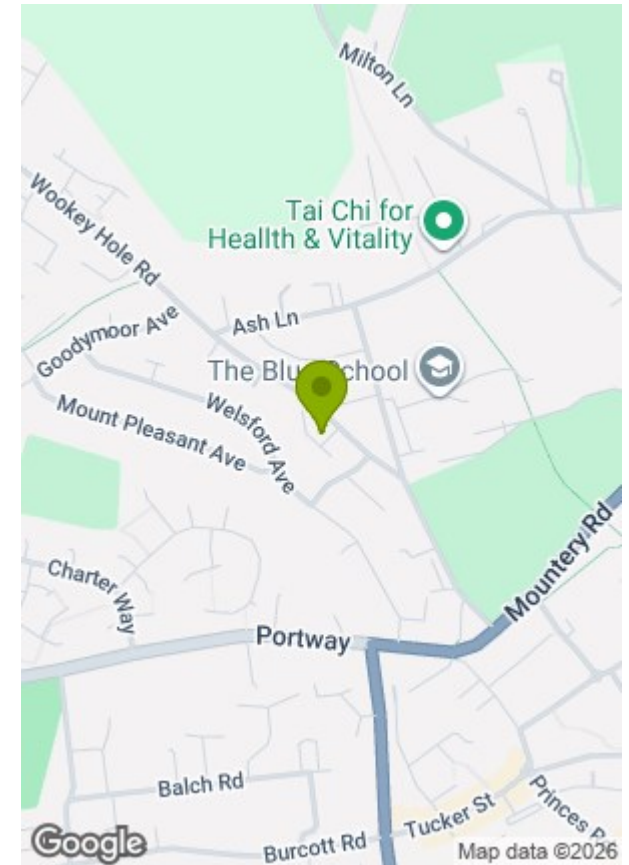 Milton Ln
Wookey Hole Rd
Tai Chi for
Heallth & Vitality
Ash Ln
Goodymoor Ave
The Blue School
Welsford Ave
Mount Pleasant Ave
Mountery Rd
Charter Way
Portway
Balch Rd
Tucker St
Princes
Burcott Rd
Google
Map data ©2026